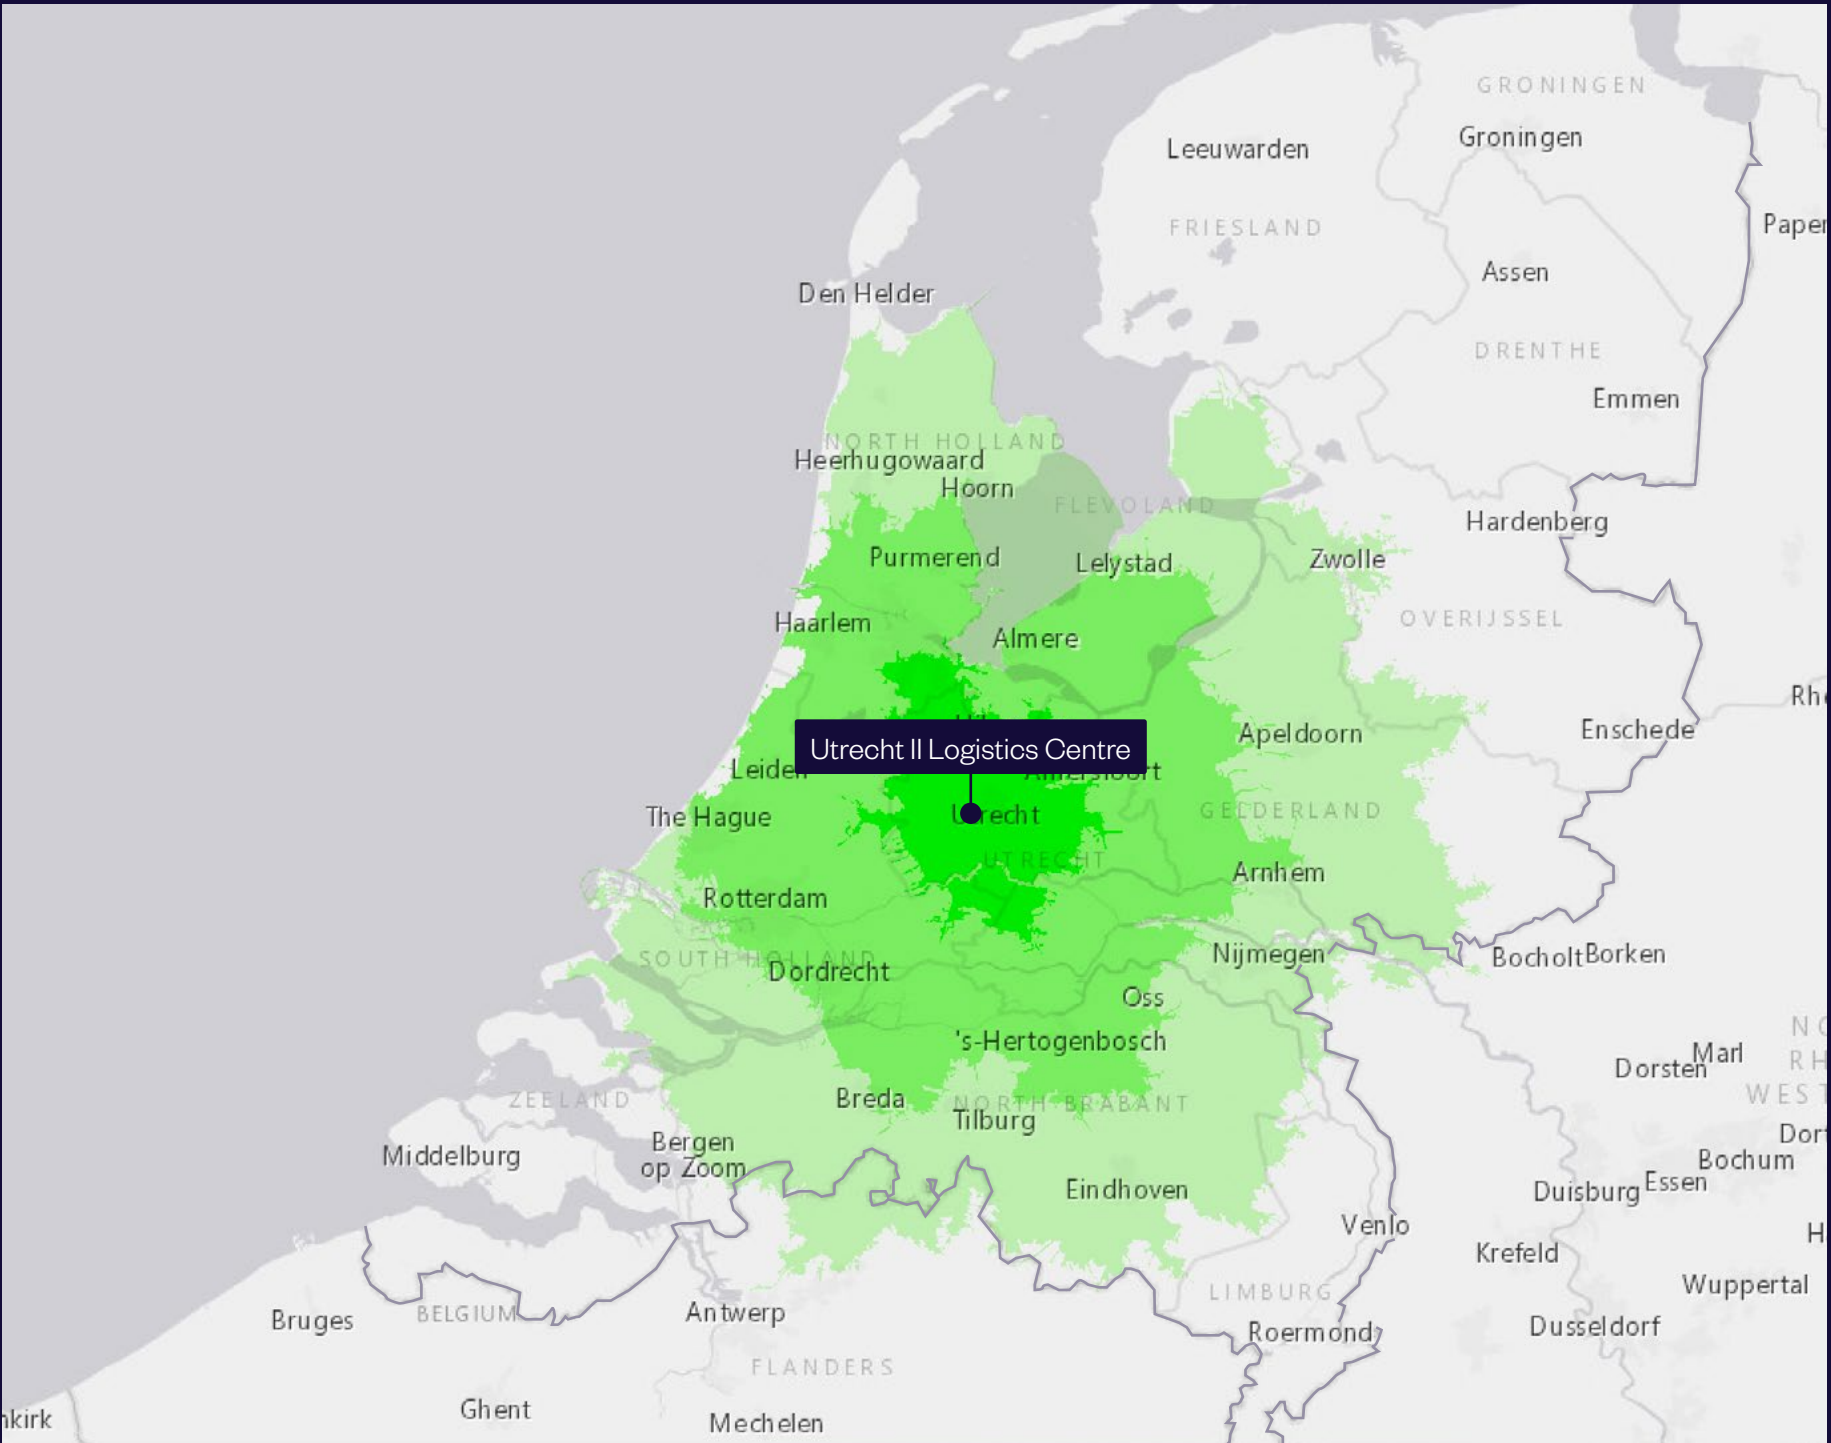 GRONINGEN
Groningen
Leeuwarden
FRIESLAND
Assen
Den Helder
DRENTHE
Emmen
NORTH HOLLAND
Heerhugowaard
Hoorn
FLEVOLAND
Hardenberg
Purmerend
Lelystad
Zwolle
OVERIJSSEL
Haarlem
Almere
Utrecht II Logistics Centre
Apeldoorn
Enschede
Leiden
Amersfoort
The Hague
Utrecht
GELDERLAND
UTRECHT
Arnhem
Rotterdam
SOUTH HOLLAND
Nijmegen
Bocholt
Borken
Dordrecht
Oss
's-Hertogenbosch
Marl
Dorsten
ZEELAND
Breda
NORTH BRABANT
Tilburg
Bergen
op Zoom
Middelburg
Bochum
Essen
Duisburg
Eindhoven
Venlo
Krefeld
LIMBURG
Wuppertal
Bruges
BELGIUM
Antwerp
Roermond
Dusseldorf
FLANDERS
Ghent
Mechelen